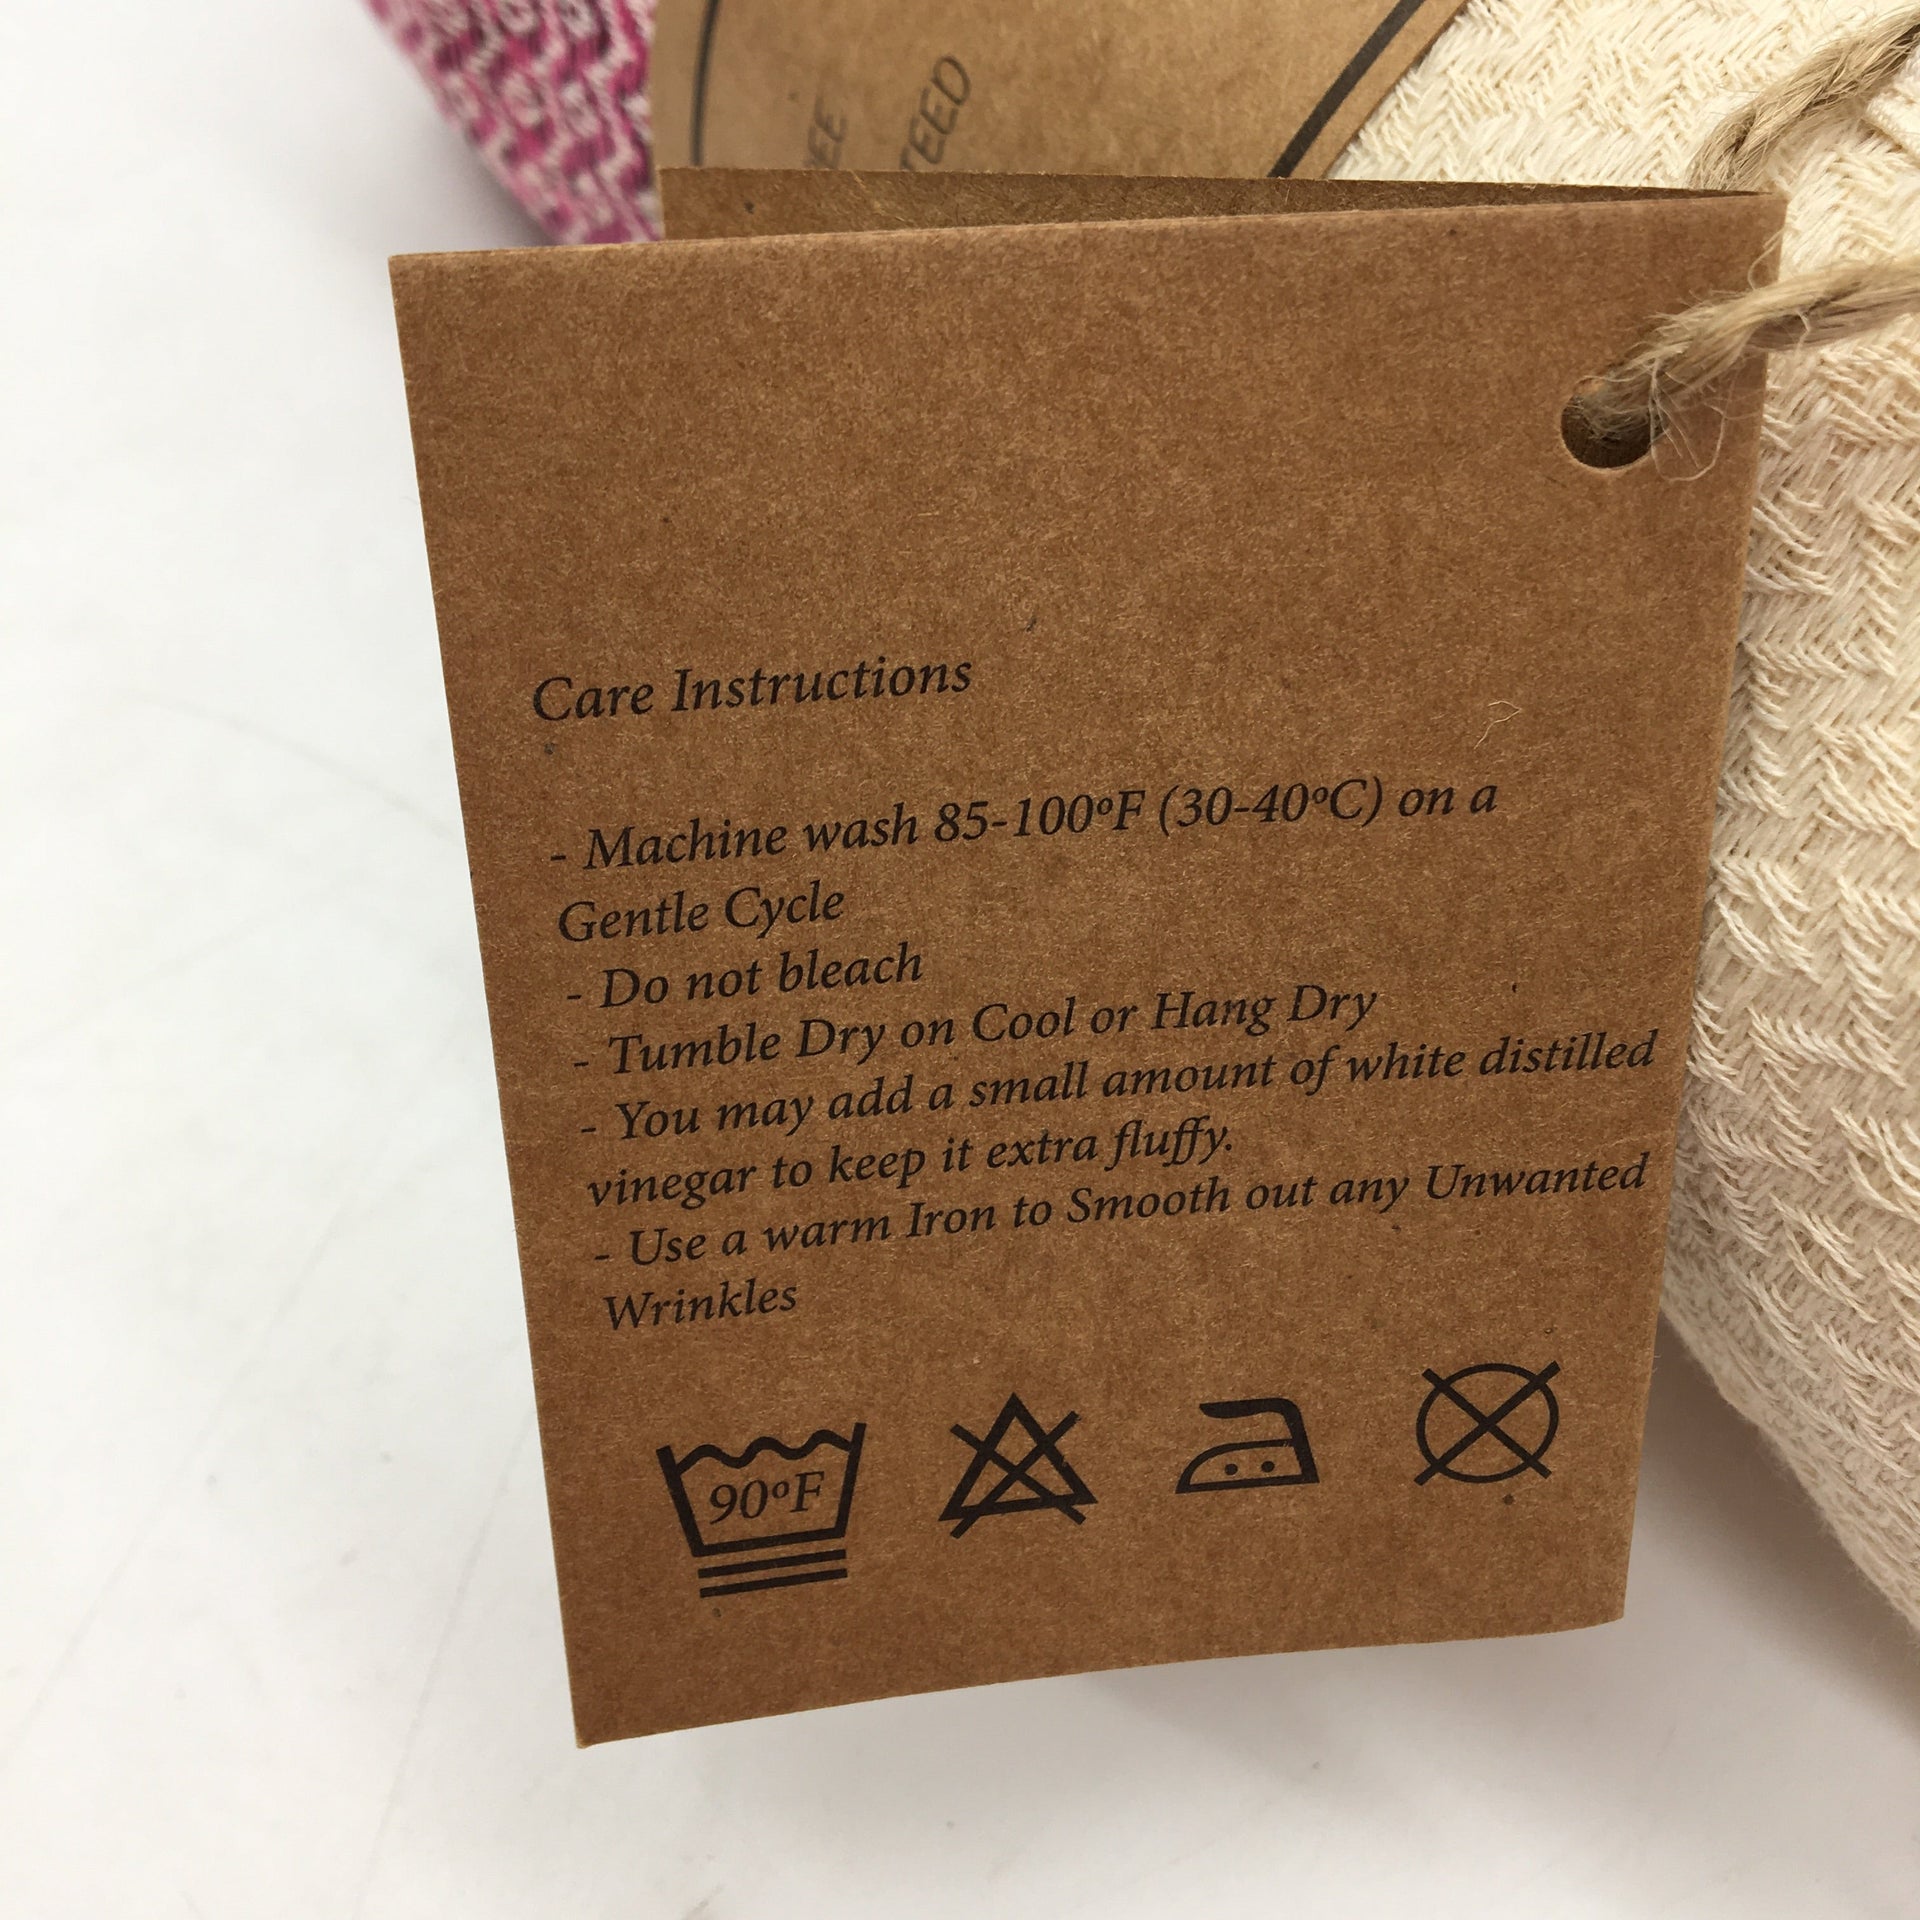 TEED
Care Instructions
- Machine wash 85-100ºF (30-40ºC) on a
Gentle Cycle
- Do not bleach
- Tumble Dry on Cool or Hang Dry
- You may add a small amount of white distilled
vinegar to keep it extra fluffy.
- Use a warm Iron to Smooth out any Unwanted
Wrinkles
90ºF